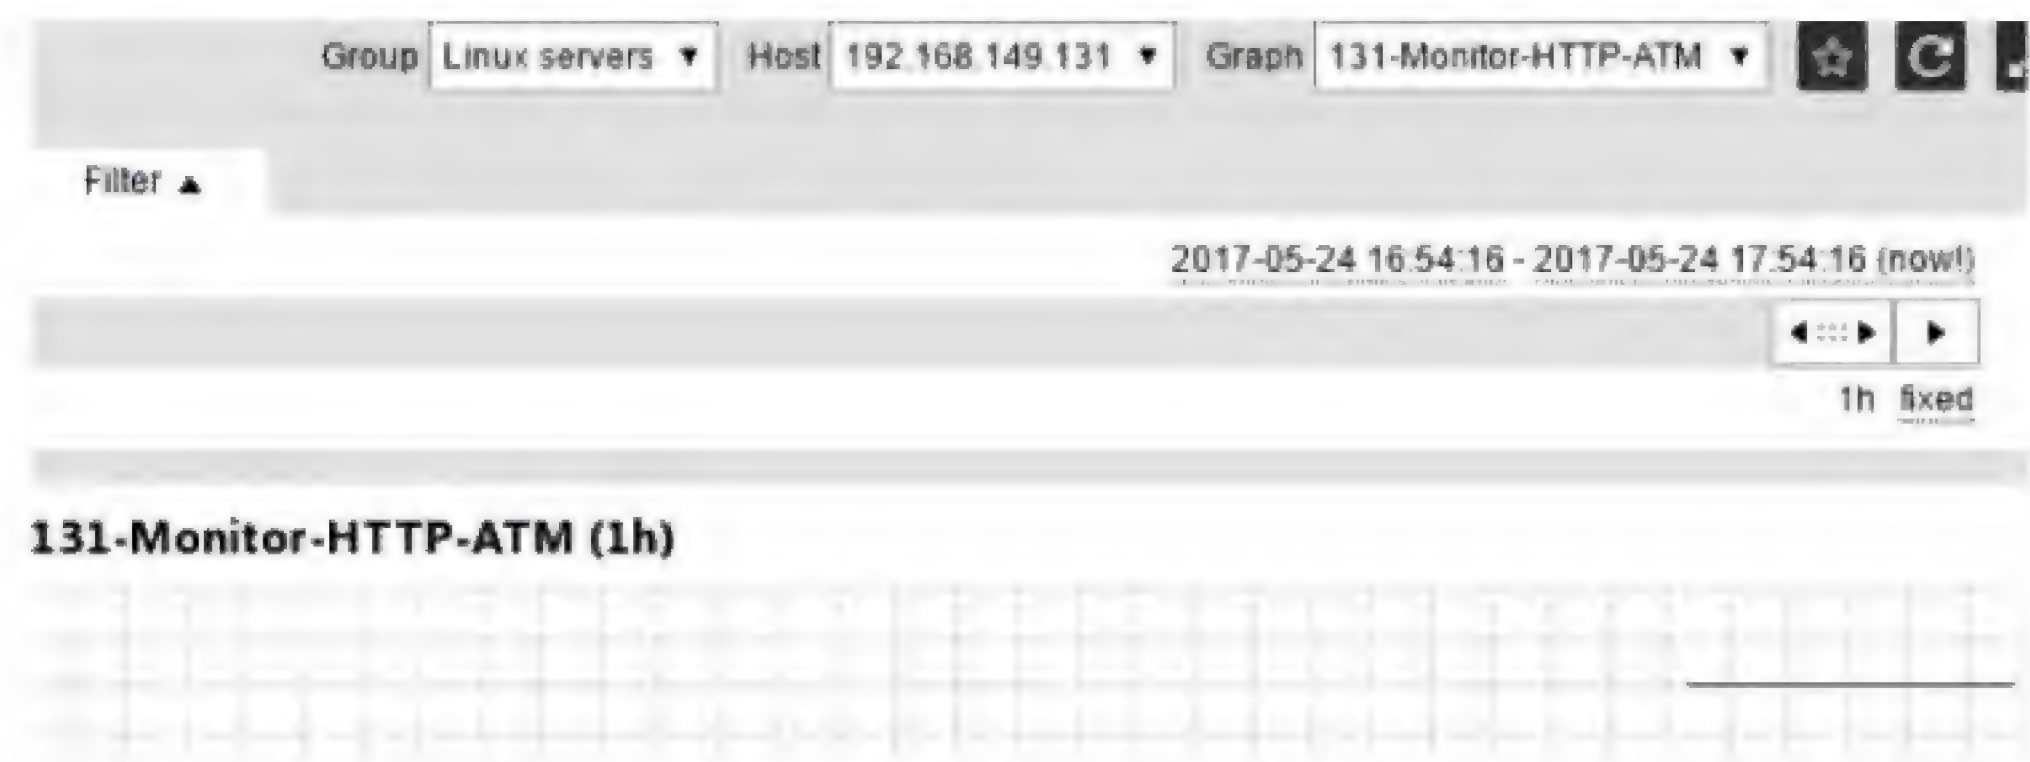 Group Linux servers ▼ Host 192.168.149.131 ▼ Graph 131-Monitor-HTTP-ATM ▼
Filter ▲
2017-05-24 16:54:16 - 2017-05-24 17:54:16 (now!)
1h fixed
131-Monitor-HTTP-ATM (1h)